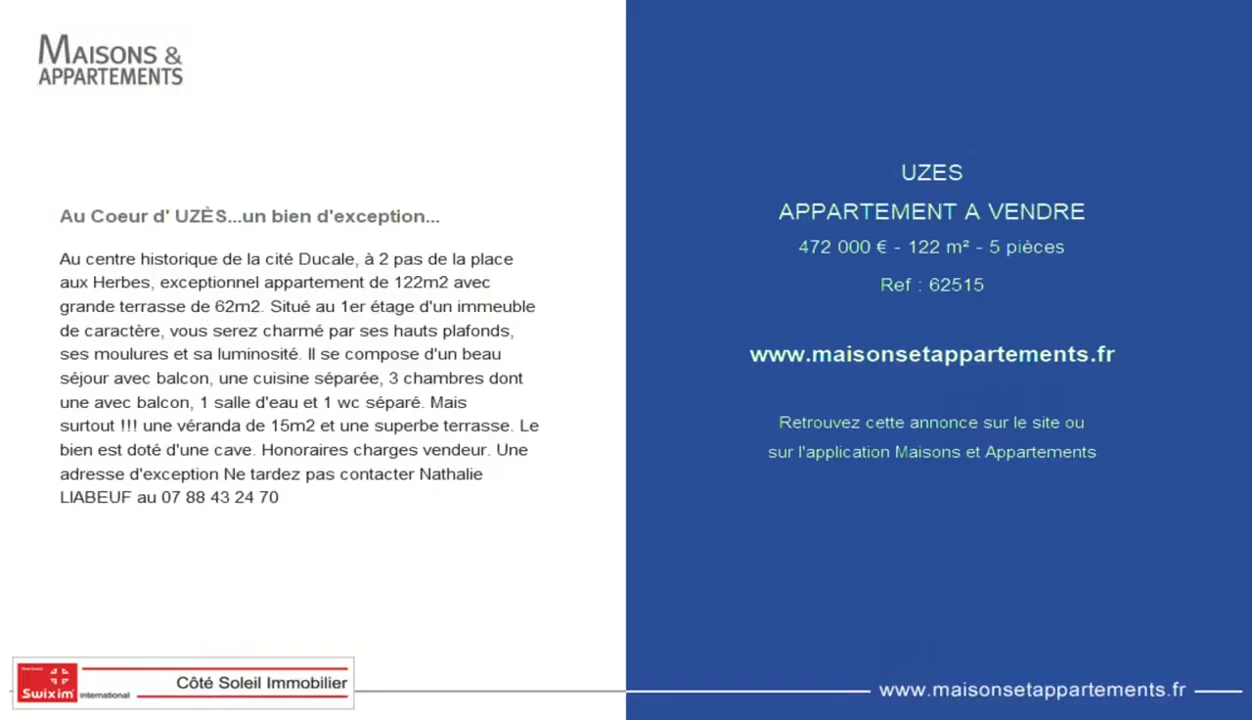 MAISONS &
APPARTEMENTS
Au Coeur d' UZÈS...un bien d'exception...
Au centre historique de la cité Ducale, à 2 pas de la place
aux Herbes, exceptionnel appartement de 122m2 avec
grande terrasse de 62m2. Situé au 1er étage d'un immeuble
de caractère, vous serez charmé par ses hauts plafonds,
ses moulures et sa luminosité. Il se compose d'un beau
séjour avec balcon, une cuisine séparée, 3 chambres dont
une avec balcon, 1 salle d'eau et 1 wc séparé. Mais
surtout !!! une véranda de 15m2 et une superbe terrasse. Le
bien est doté d'une cave. Honoraires charges vendeur. Une
adresse d'exception Ne tardez pas contacter Nathalie
LIABEUF au 07 88 43 24 70
UZES
APPARTEMENT A VENDRE
472 000 € - 122 m² - 5 pièces
Ref : 62515
www.maisonsetappartements.fr
Retrouvez cette annonce sur le site ou
sur l'application Maisons et Appartements
Swixim international
Côté Soleil Immobilier
www.maisonsetappartements.fr